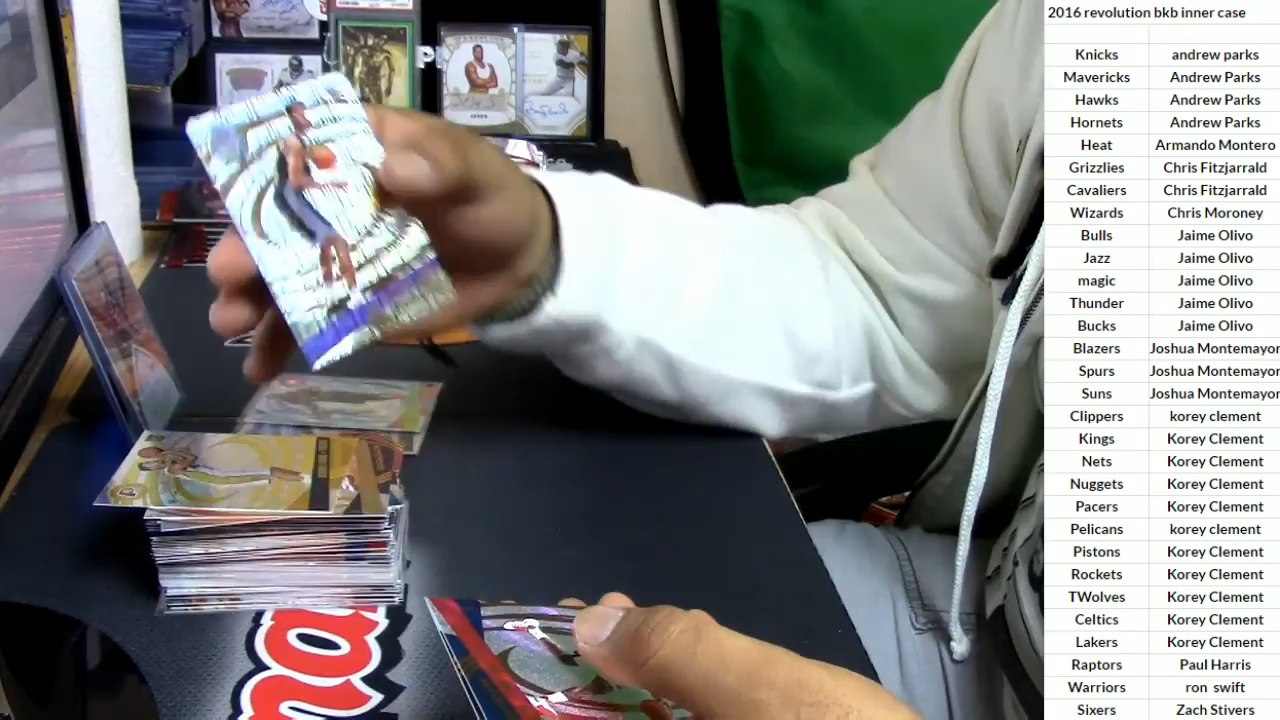 2016 revolution bkb inner case
Knicks andrew parks
Mavericks Andrew Parks
Hawks Andrew Parks
Hornets Andrew Parks
Heat Armando Montero
Grizzlies Chris Fitzjarrald
Cavaliers Chris Fitzjarrald
Wizards Chris Moroney
Bulls Jaime Olivo
Jazz Jaime Olivo
magic Jaime Olivo
Thunder Jaime Olivo
Bucks Jaime Olivo
Blazers Joshua Montemayor
Spurs Joshua Montemayor
Suns Joshua Montemayor
Clippers korey clement
Kings Korey Clement
Nets Korey Clement
Nuggets Korey Clement
Pacers Korey Clement
Pelicans korey clement
Pistons Korey Clement
Rockets Korey Clement
TWolves Korey Clement
Celtics Korey Clement
Lakers Korey Clement
Raptors Paul Harris
Warriors ron swift
Sixers Zach Stivers